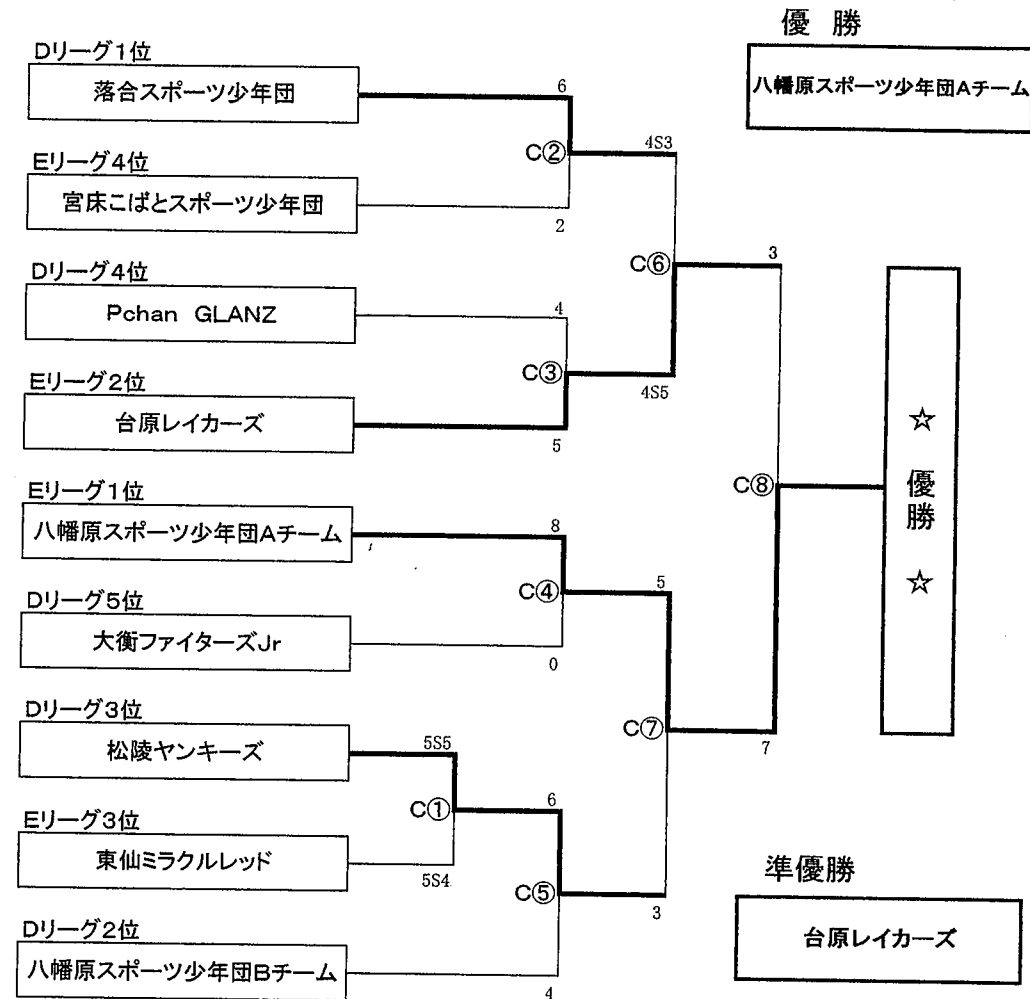 優 勝
八幡原スポーツ少年団Aチーム
Dリーグ1位
落合スポーツ少年団
6
C②
4S3
Eリーグ4位
宮床こばとスポーツ少年団
2
C⑥
3
Dリーグ4位
Pchan GLANZ
4
C③
4S5
Eリーグ2位
台原レイカーズ
5
C⑧
☆ 優勝 ☆
Eリーグ1位
八幡原スポーツ少年団Aチーム
8
C④
5
Dリーグ5位
大衡ファイターズJr
0
C⑦
7
Dリーグ3位
松陵ヤンキーズ
5S5
C①
6
Eリーグ3位
東仙ミラクルレッド
5S4
C⑤
3
Dリーグ2位
八幡原スポーツ少年団Bチーム
4
準優勝
台原レイカーズ